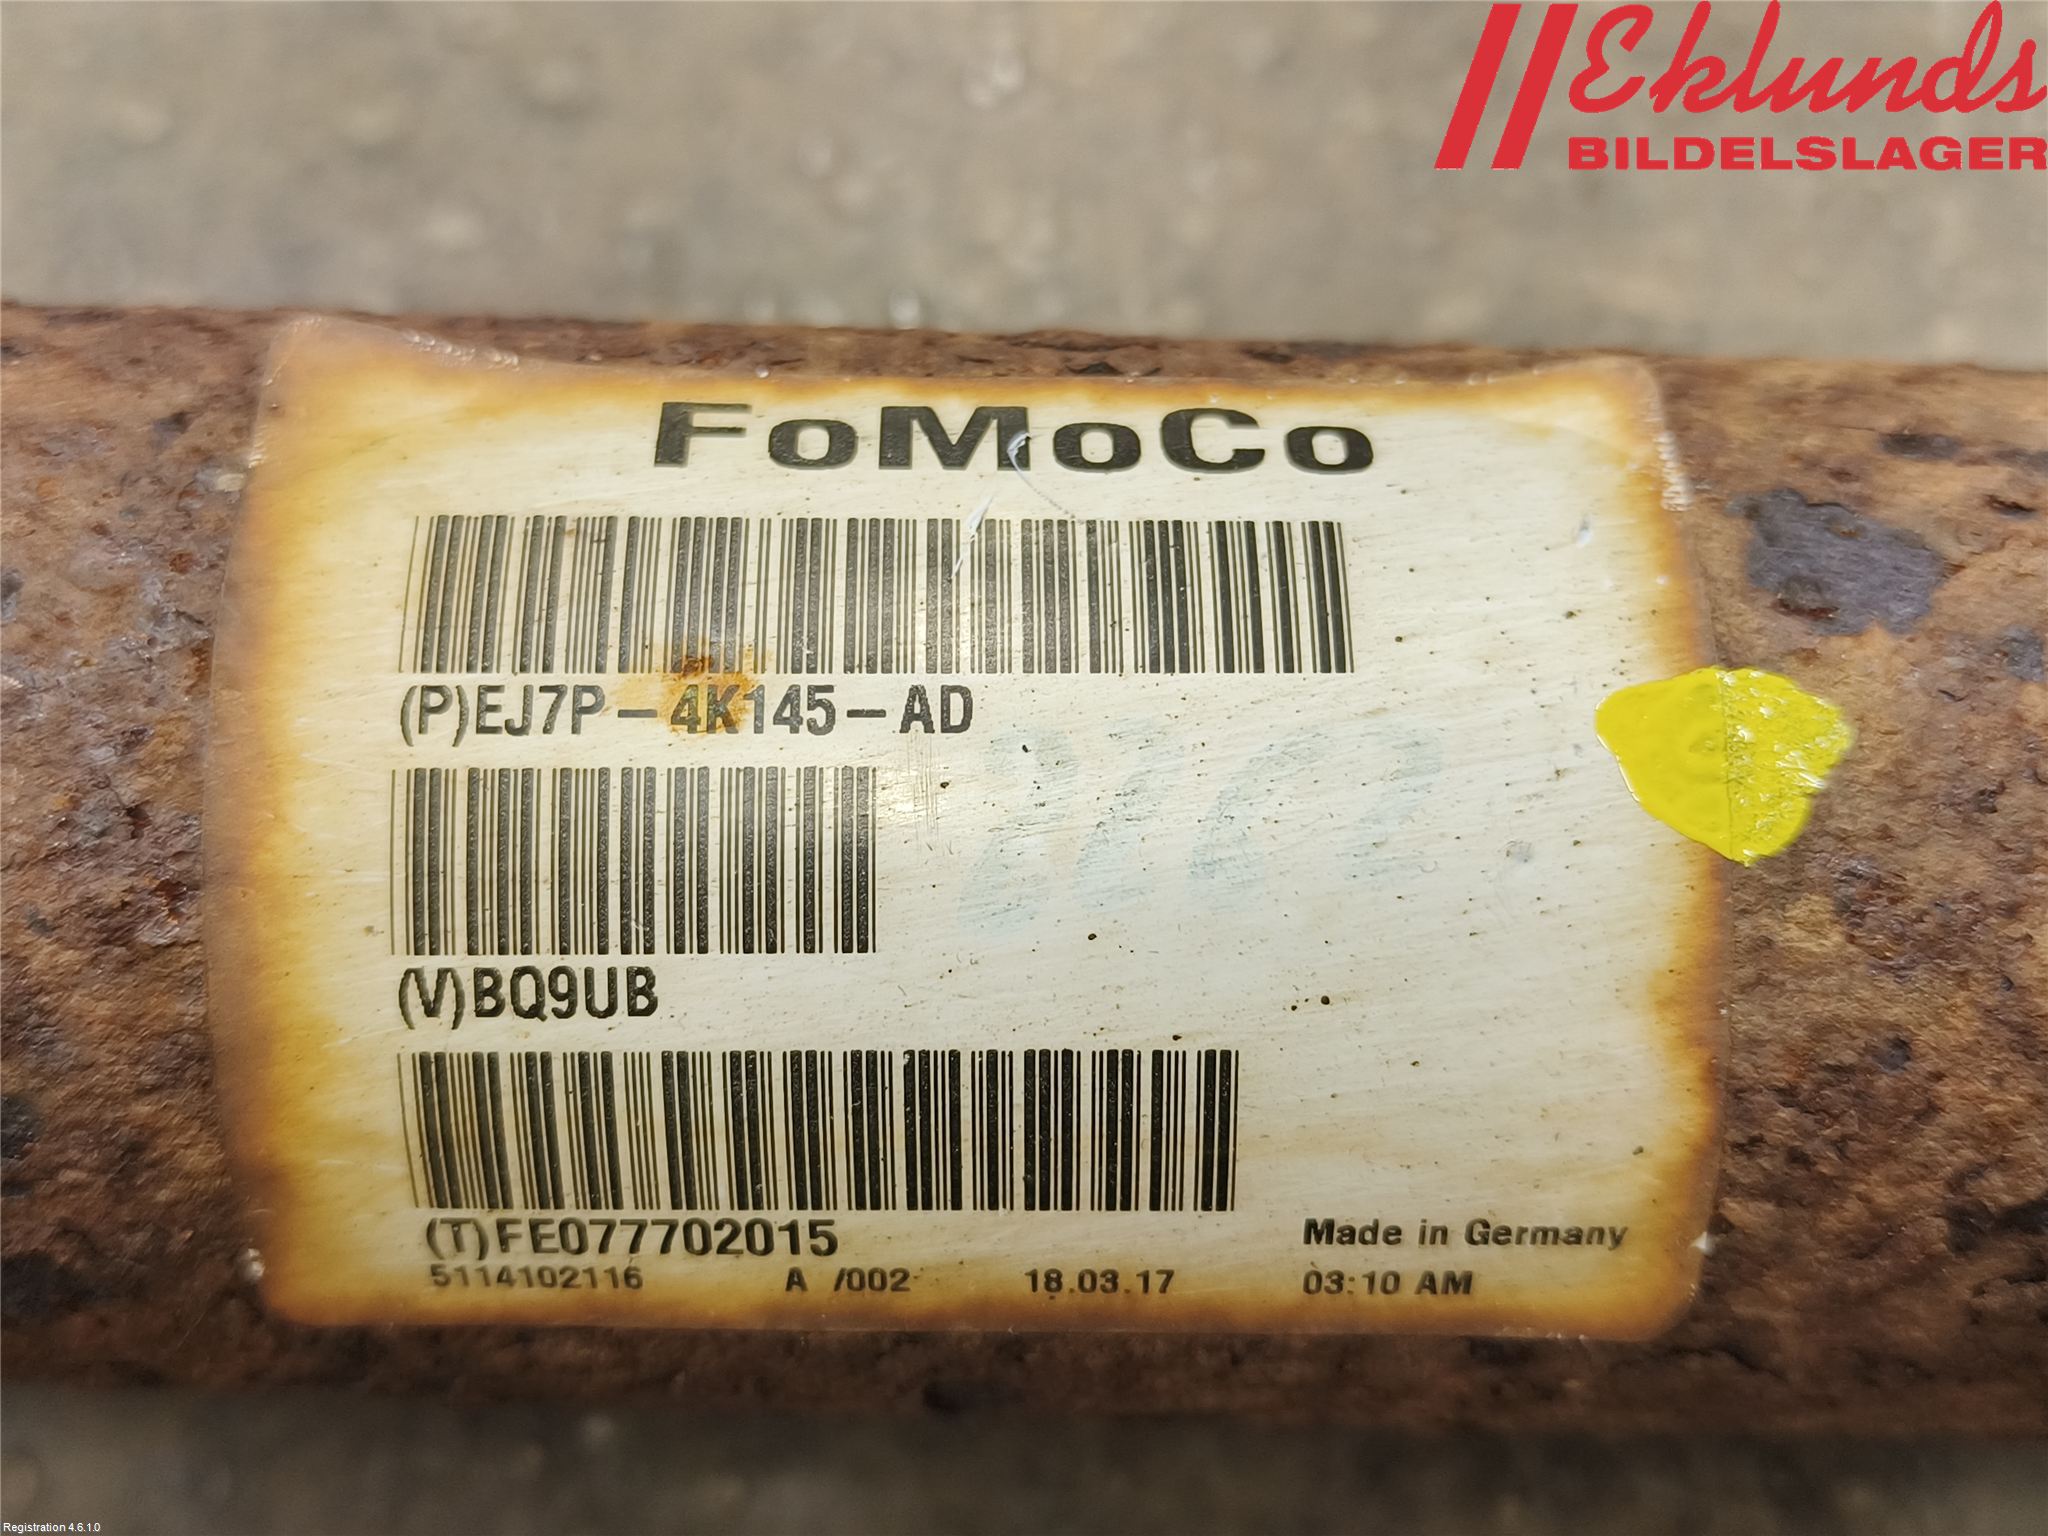 Eklunds
BILDELSLAGER
FoMoCo
(P)EJ7P-4K145-AD
(V)BQ9UB
(T)FE077702015
Made in Germany
5114102116 A /002 18.03.17 03:10 AM
Registration 4.6.1.0